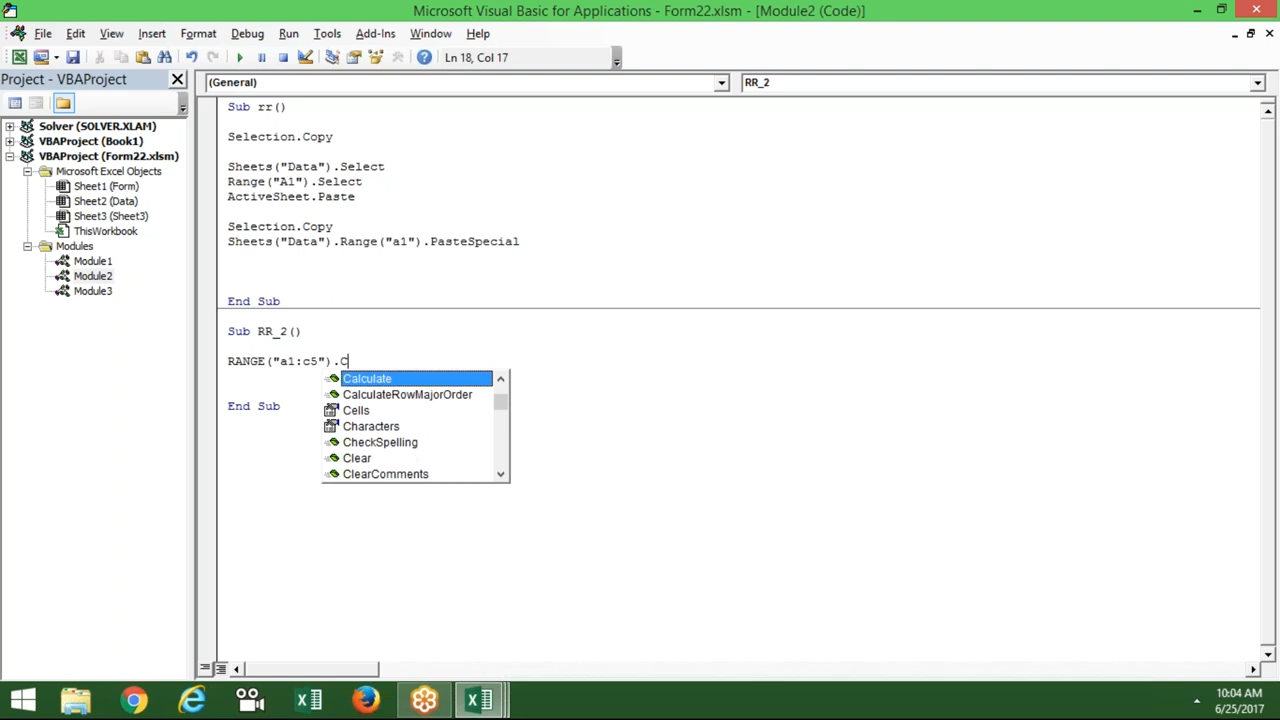 Microsoft Visual Basic for Applications - Form22.xlsm - [Module2 (Code)]
File Edit View Insert Format Debug Run Tools Add-Ins Window Help
Ln 18, Col 17
Project - VBAProject
(General)
RR_2
Solver (SOLVER.XLAM)
VBAProject (Book1)
VBAProject (Form22.xlsm)
Microsoft Excel Objects
Sheet1 (Form)
Sheet2 (Data)
Sheet3 (Sheet3)
ThisWorkbook
Modules
Module1
Module2
Module3
Sub rr()
Selection.Copy
Sheets("Data").Select
Range("A1").Select
ActiveSheet.Paste
Selection.Copy
Sheets("Data").Range("a1").PasteSpecial
End Sub
Sub RR_2()
RANGE("a1:c5").C
Calculate
CalculateRowMajorOrder
Cells
Characters
CheckSpelling
Clear
ClearComments
End Sub
10:04 AM
6/25/2017